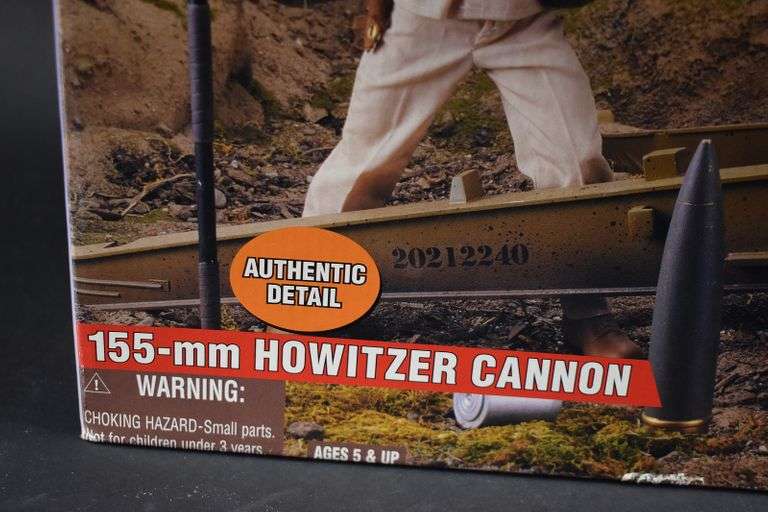 20212240
AUTHENTIC
DETAIL
155-mm HOWITZER CANNON
WARNING:
CHOKING HAZARD-Small parts.
Not for children under 3 years
AGES 5 & UP